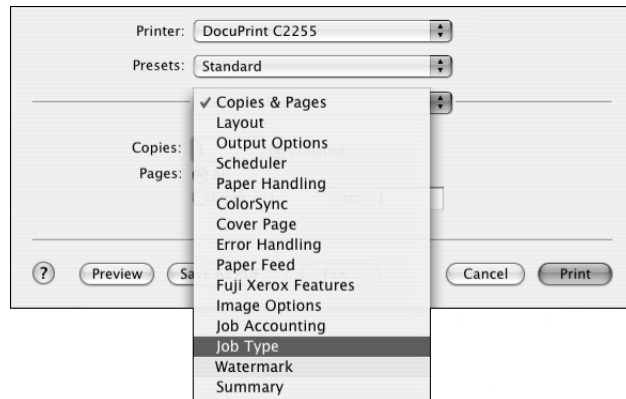 Printer: DocuPrint C2255
Presets: Standard
✓ Copies & Pages
Layout
Output Options
Scheduler
Paper Handling
ColorSync
Cover Page
Error Handling
Paper Feed
Fuji Xerox Features
Image Options
Job Accounting
Job Type
Watermark
Summary
Copies: 1
Pages: All
to: 1
? Preview Cancel Print